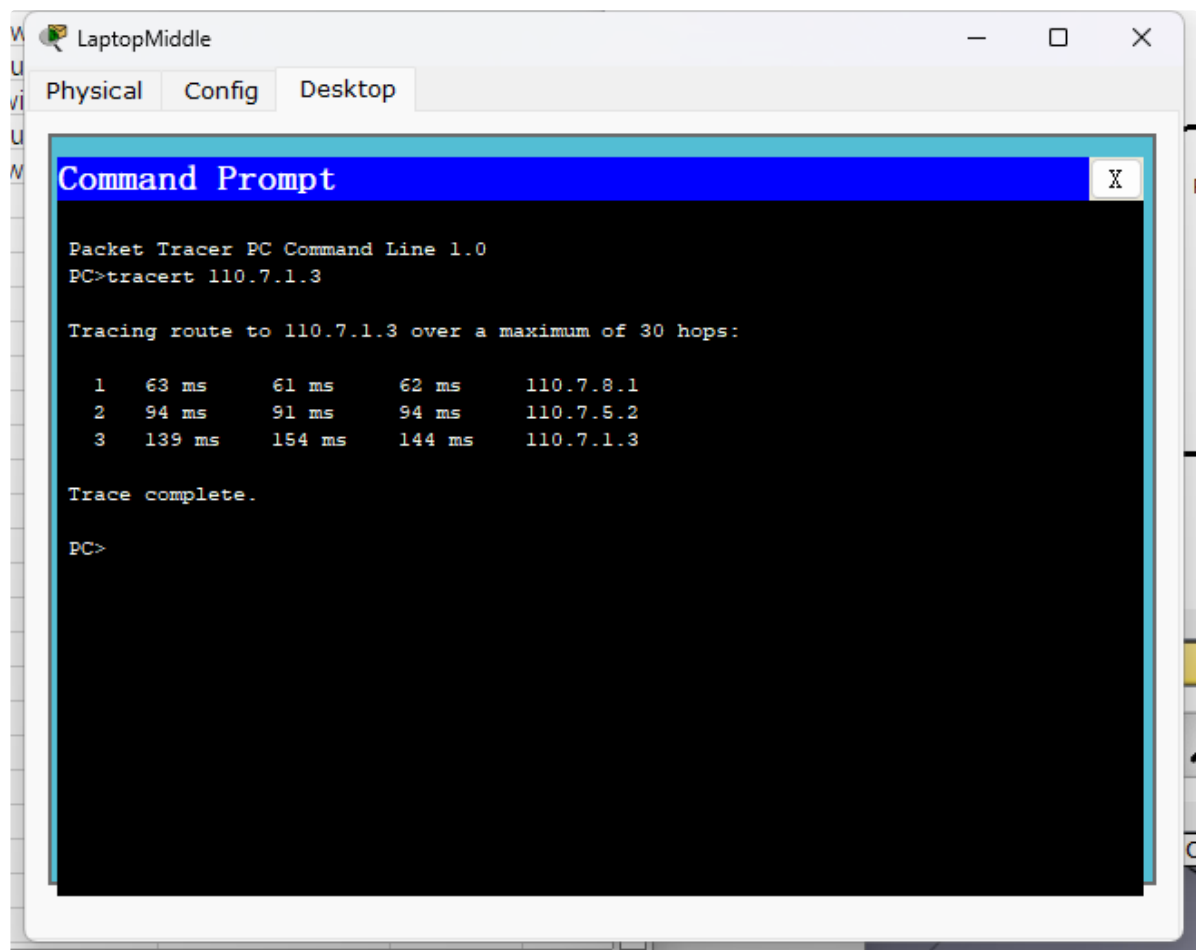 LaptopMiddle
Physical Config Desktop
Command Prompt X
Packet Tracer PC Command Line 1.0
PC>tracert 110.7.1.3
Tracing route to 110.7.1.3 over a maximum of 30 hops:
1 63 ms 61 ms 62 ms 110.7.8.1
2 94 ms 91 ms 94 ms 110.7.5.2
3 139 ms 154 ms 144 ms 110.7.1.3
Trace complete.
PC>